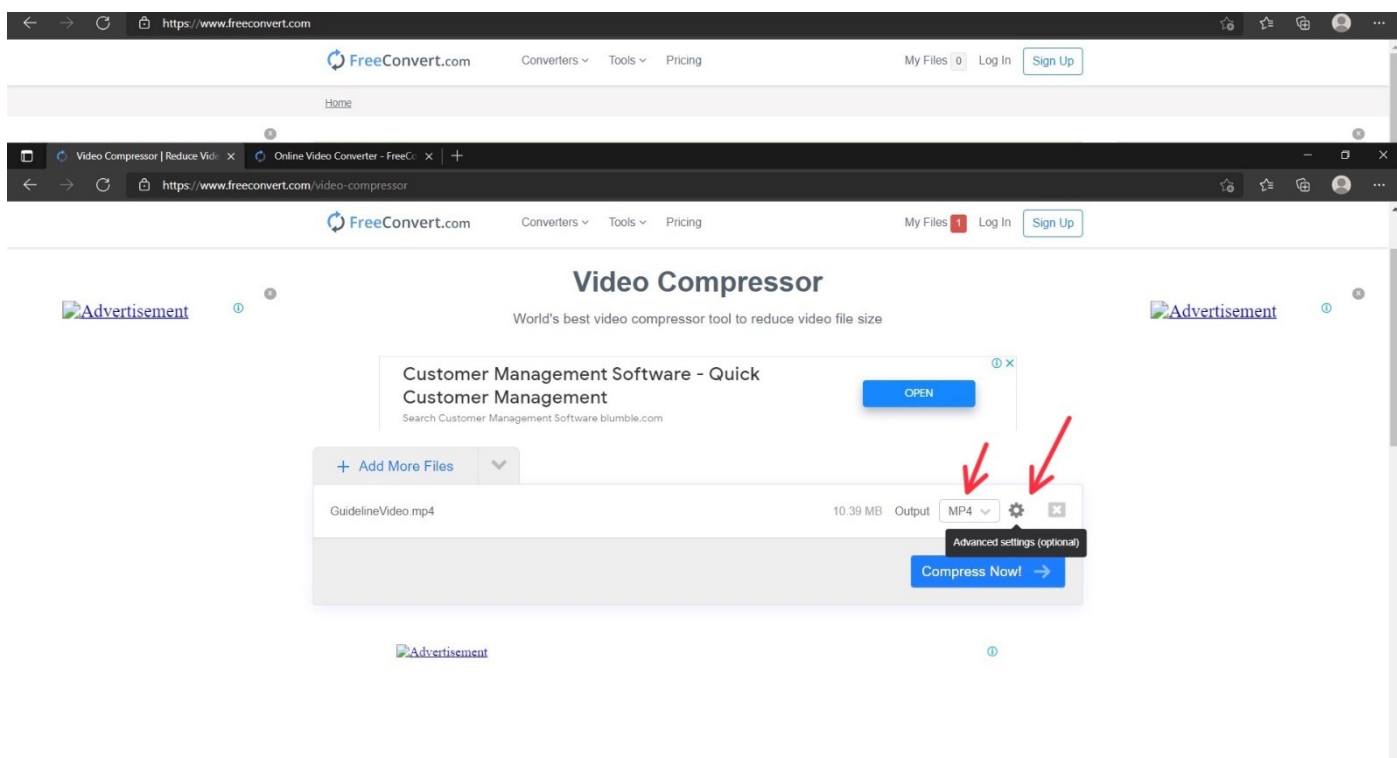 https://www.freeconvert.com
FreeConvert.com Converters Tools Pricing My Files 0 Log In Sign Up
Home
Video Compressor | Reduce Vide Online Video Converter - FreeCo
https://www.freeconvert.com/video-compressor
FreeConvert.com Converters Tools Pricing My Files 1 Log In Sign Up
Video Compressor
Advertisement
World's best video compressor tool to reduce video file size
Advertisement
Customer Management Software - Quick
Customer Management
Search Customer Management Software blumble.com
OPEN
+ Add More Files
GuidelineVideo.mp4 10.39 MB Output MP4
Advanced settings (optional)
Compress Now!
Advertisement